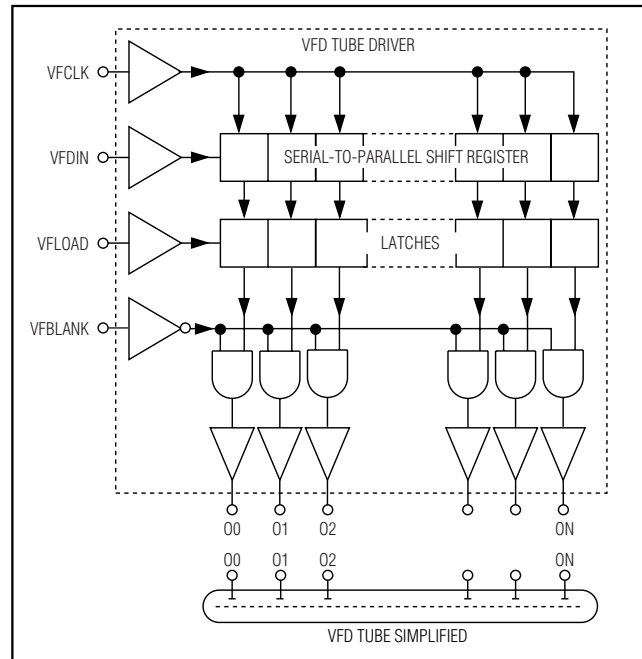 VFD TUBE DRIVER
VFCLK
VFDIN
SERIAL-TO-PARALLEL SHIFT REGISTER
VFLOAD
LATCHES
VFBLANK
O0 O1 O2 ON
O0 O1 O2 ON
VFD TUBE SIMPLIFIED